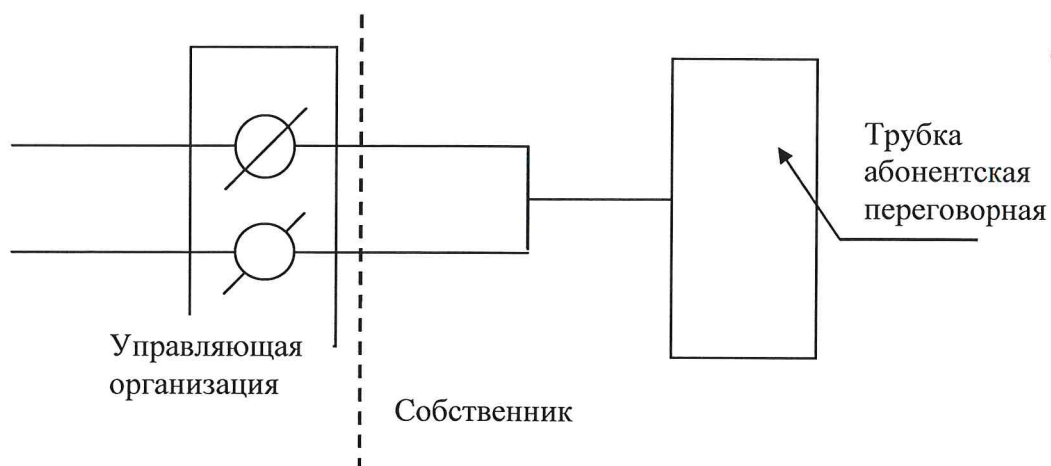 Трубка
абонентская
переговорная
Управляющая
организация
Собственник